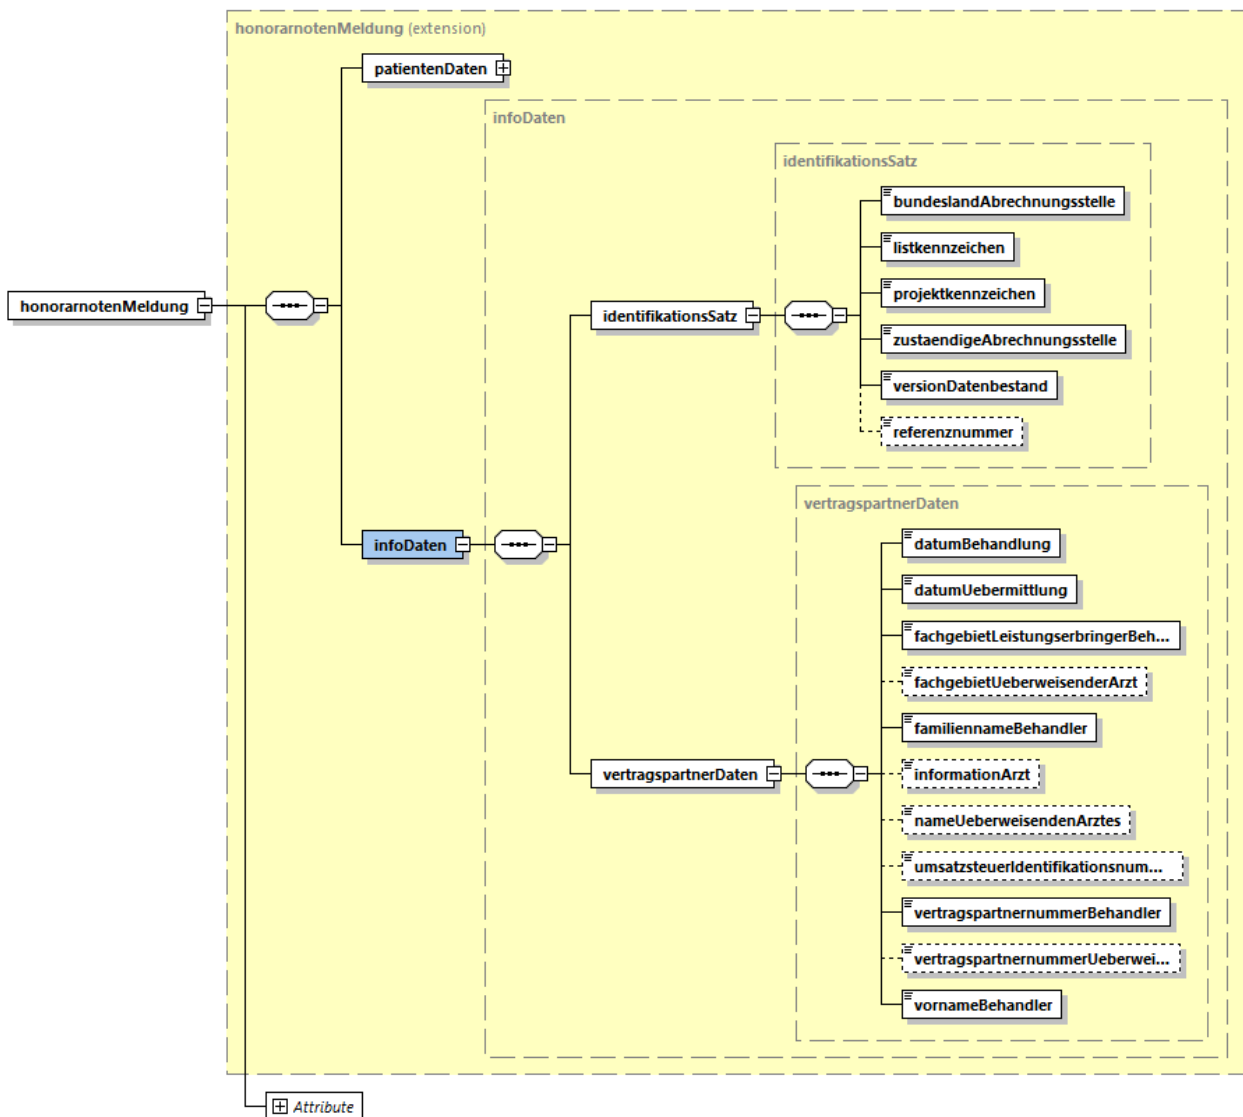 honorarnotenMeldung (extension)
patientenDaten
infoDaten
identifikationsSatz
bundeslandAbrechnungsstelle
listkennzeichen
projektkennzeichen
honorarnotenMeldung
identifikationsSatz
zustaendigeAbrechnungsstelle
versionDatenbestand
referenznummer
vertragspartnerDaten
infoDaten
datumBehandlung
datumUebermittlung
fachgebietLeistungserbringerBeh...
fachgebietUeberweisenderArzt
familiennameBehandler
vertragspartnerDaten
informationArzt
nameUeberweisendenArztes
umsatzsteuerIdentifikationsnum...
vertragspartnernummerBehandler
vertragspartnernummerUeberwei...
vornameBehandler
Attribute